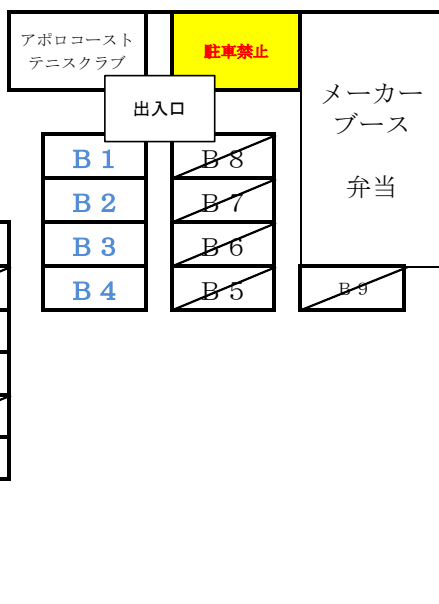 アポロコースト
テニスクラブ
駐車禁止
メーカー
ブース
弁当
出入口
Ｂ１
Ｂ８
Ｂ２
Ｂ７
Ｂ３
Ｂ６
Ｂ４
Ｂ５
Ｂ９